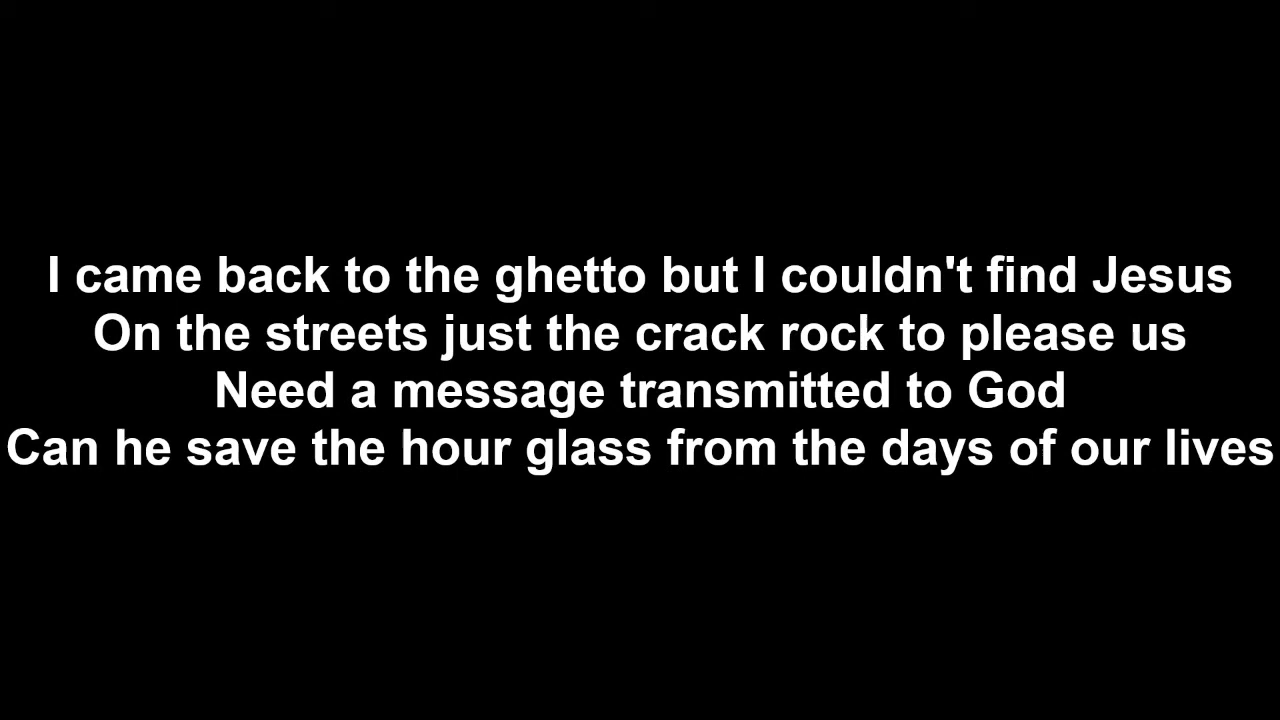 I came back to the ghetto but I couldn't find Jesus
On the streets just the crack rock to please us
Need a message transmitted to God
Can he save the hour glass from the days of our lives